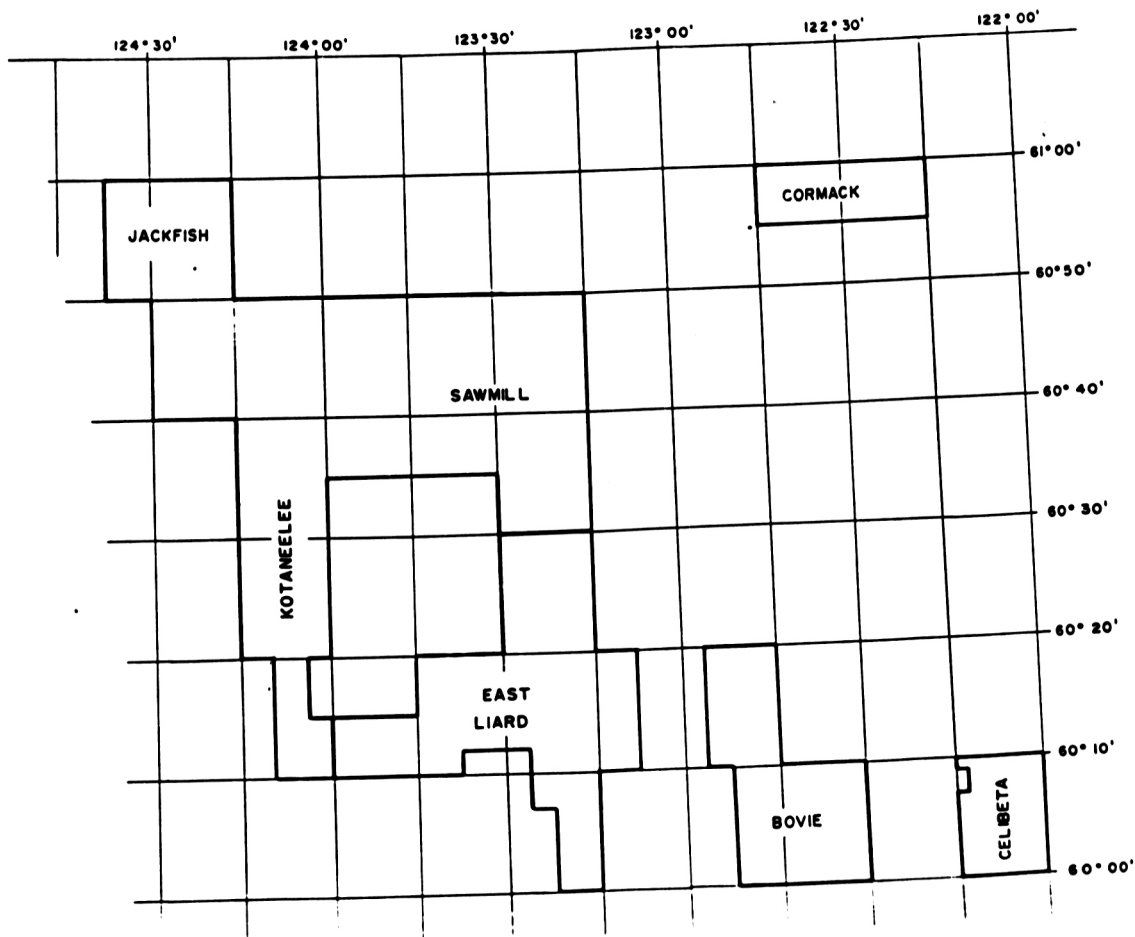 124° 30'
124° 00'
123° 30'
123° 00'
122° 30'
122° 00'
61° 00'
CORMACK
JACKFISH
60° 50'
60° 40'
SAWMILL
60° 30'
KOTANEELEE
60° 20'
EAST
LIARD
60° 10'
BOVIE
CELIBETA
60° 00'